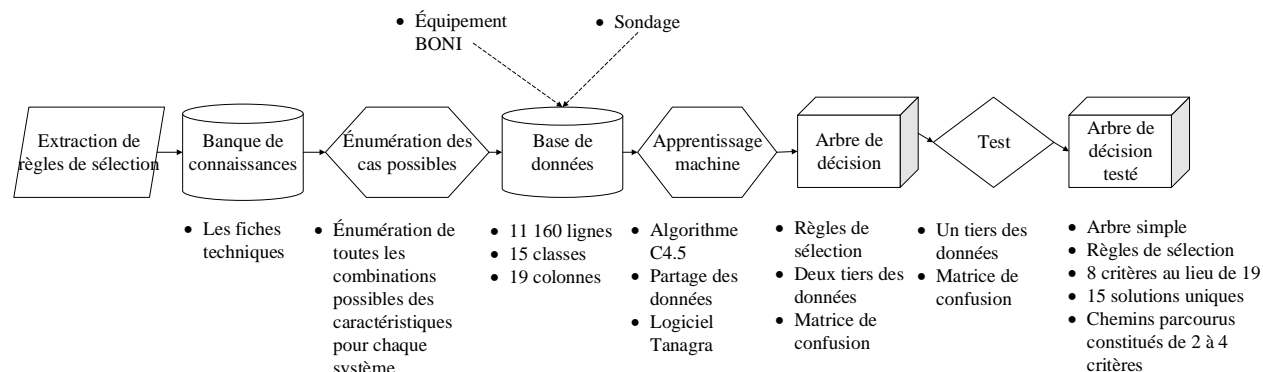 • Équipement
BONI
• Sondage
Extraction de
règles de sélection
Banque de
connaissances
Énumération des
cas possibles
Base de
données
Apprentissage
machine
Arbre de
décision
Test
Arbre de
décision
testé
• Les fiches
techniques
• Énumération de
toutes les
combinations
possibles des
caractéristiques
pour chaque
système
• 11 160 lignes
• 15 classes
• 19 colonnes
• Algorithme
C4.5
• Partage des
données
• Logiciel
Tanagra
• Règles de
sélection
• Deux tiers des
données
• Matrice de
confusion
• Un tiers des
données
• Matrice de
confusion
• Arbre simple
• Règles de sélection
• 8 critères au lieu de 19
• 15 solutions uniques
• Chemins parcourus
constitués de 2 à 4
critères